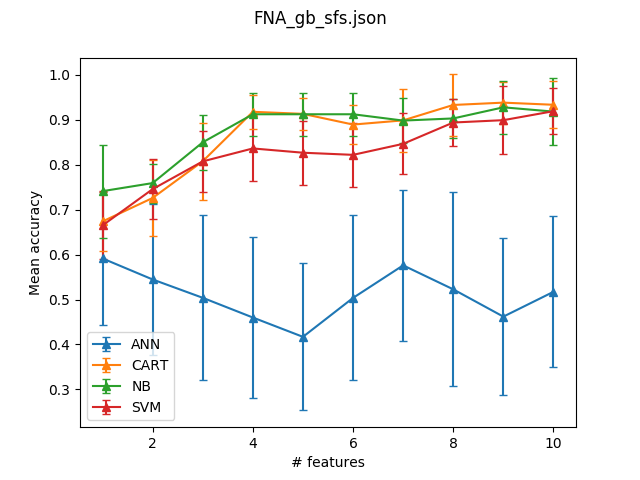 FNA_gb_sfs.json
1.0
0.9
0.8
0.7
0.6
0.5
0.4
0.3
Mean accuracy
ANN
CART
NB
SVM
2 4 6 8 10
# features